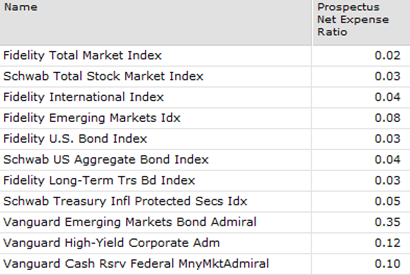 Name
Prospectus
Net Expense
Ratio
Fidelity Total Market Index 0.02
Schwab Total Stock Market Index 0.03
Fidelity International Index 0.04
Fidelity Emerging Markets Idx 0.08
Fidelity U.S. Bond Index 0.03
Schwab US Aggregate Bond Index 0.04
Fidelity Long-Term Trs Bd Index 0.03
Schwab Treasury Infl Protected Secs Idx 0.05
Vanguard Emerging Markets Bond Admiral 0.35
Vanguard High-Yield Corporate Adm 0.12
Vanguard Cash Rsrv Federal MnyMktAdmiral 0.10